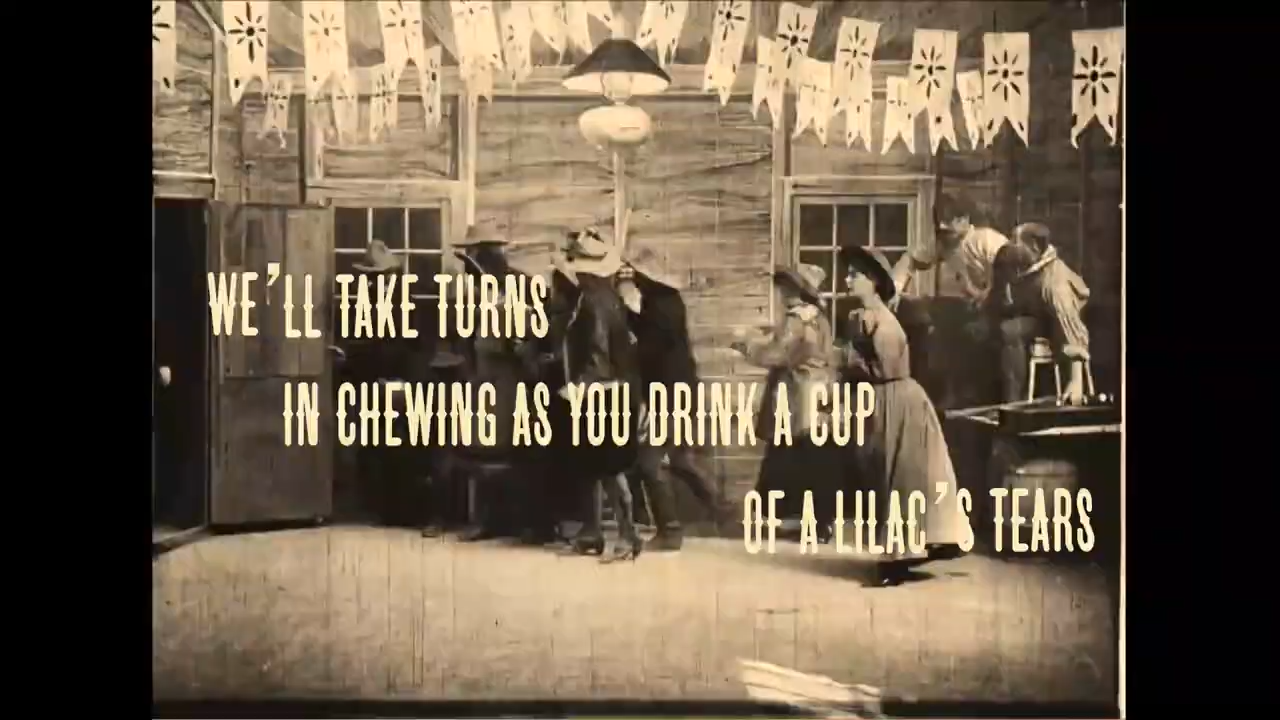 WE'LL TAKE TURNS
IN CHEWING AS YOU DRINK A CUP
OF A LILAC'S TEARS